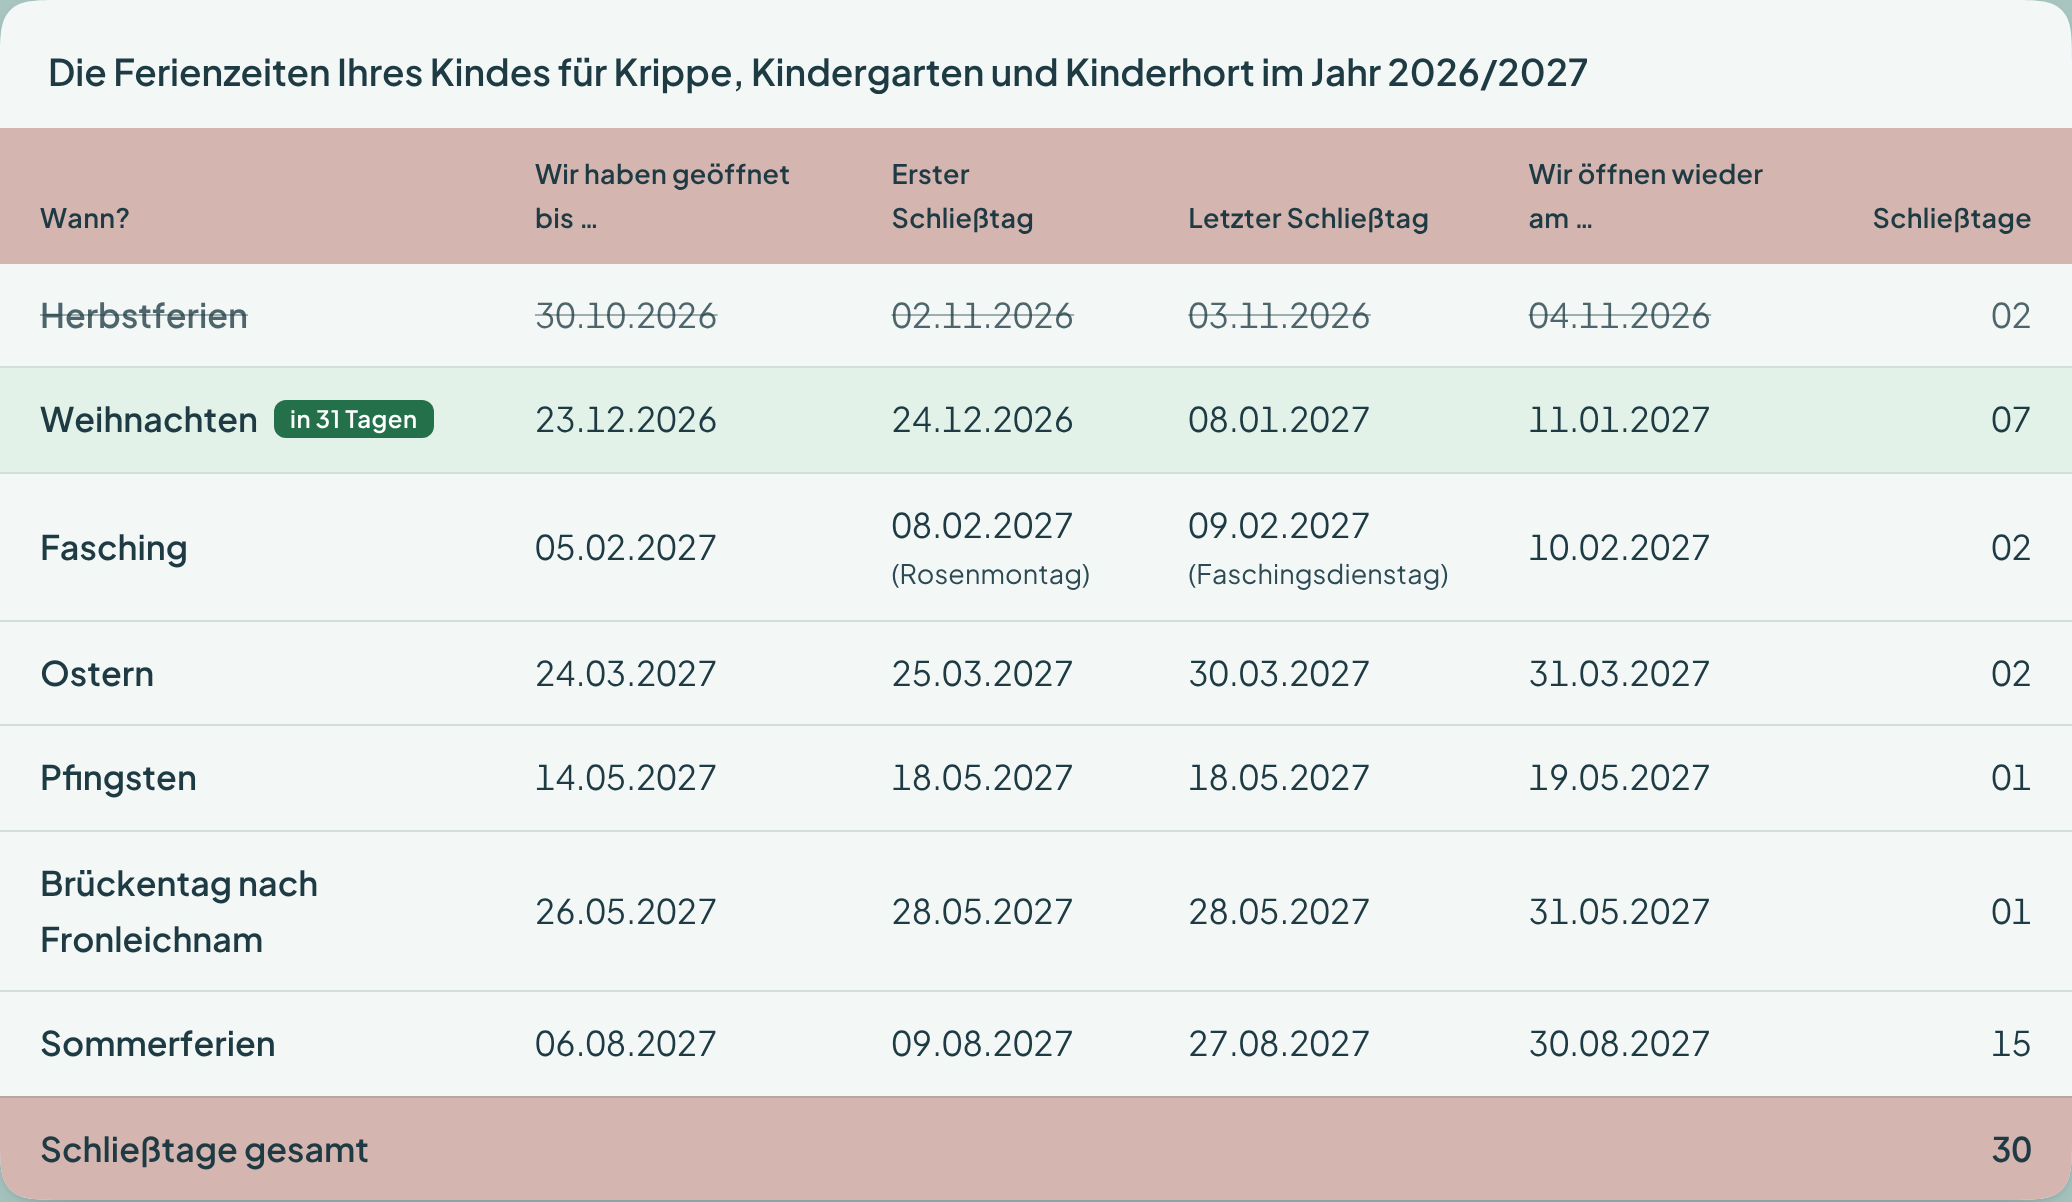 Die Ferienzeiten Ihres Kindes für Krippe, Kindergarten und Kinderhort im Jahr 2026/2027
Wann? Wir haben geöffnet bis … Erster Schließtag Letzter Schließtag Wir öffnen wieder am … Schließtage
Herbstferien 30.10.2026 02.11.2026 03.11.2026 04.11.2026 02
Weihnachten in 31 Tagen 23.12.2026 24.12.2026 08.01.2027 11.01.2027 07
Fasching 05.02.2027 08.02.2027 (Rosenmontag) 09.02.2027 (Faschingsdienstag) 10.02.2027 02
Ostern 24.03.2027 25.03.2027 30.03.2027 31.03.2027 02
Pfingsten 14.05.2027 18.05.2027 18.05.2027 19.05.2027 01
Brückentag nach Fronleichnam 26.05.2027 28.05.2027 28.05.2027 31.05.2027 01
Sommerferien 06.08.2027 09.08.2027 27.08.2027 30.08.2027 15
Schließtage gesamt 30